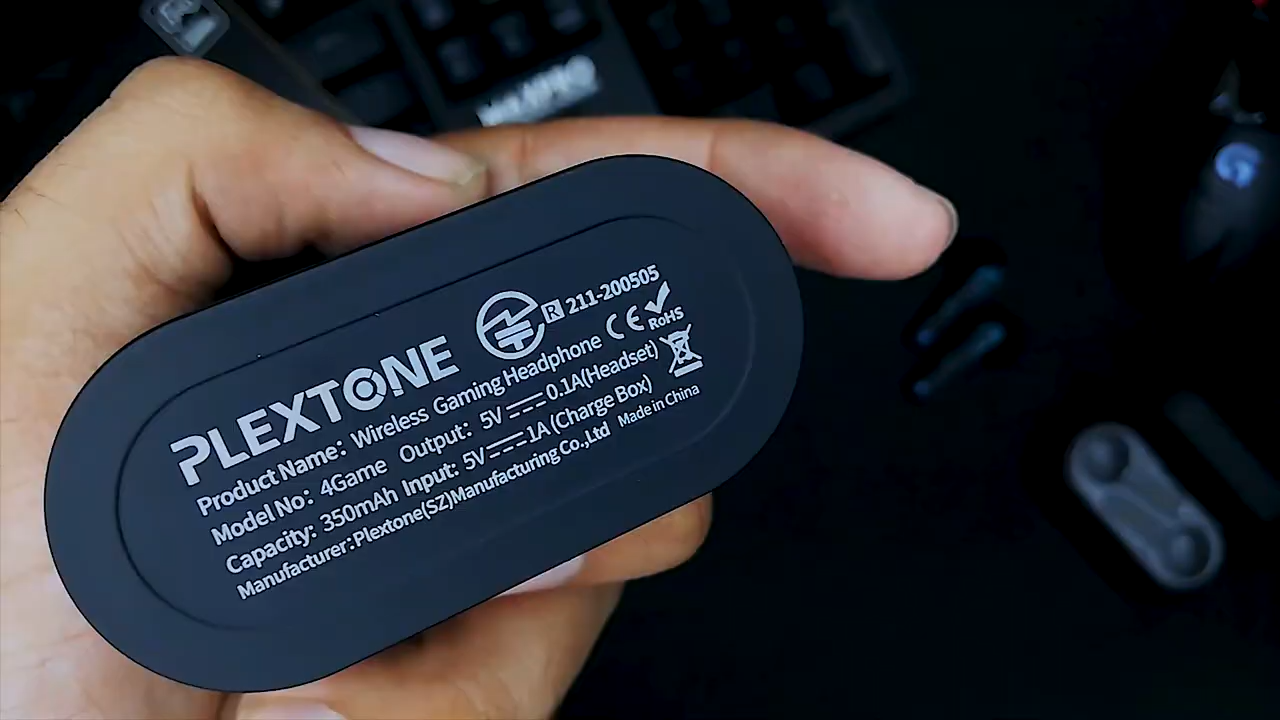 PLEXTONE
R 211-200505
Product Name: Wireless Gaming Headphone CE RoHS
Model No: 4Game Output: 5V 0.1A(Headset)
Capacity: 350mAh Input: 5V 1A (Charge Box)
Manufacturer:Plextone(SZ)Manufacturing Co.,Ltd Made in China
G